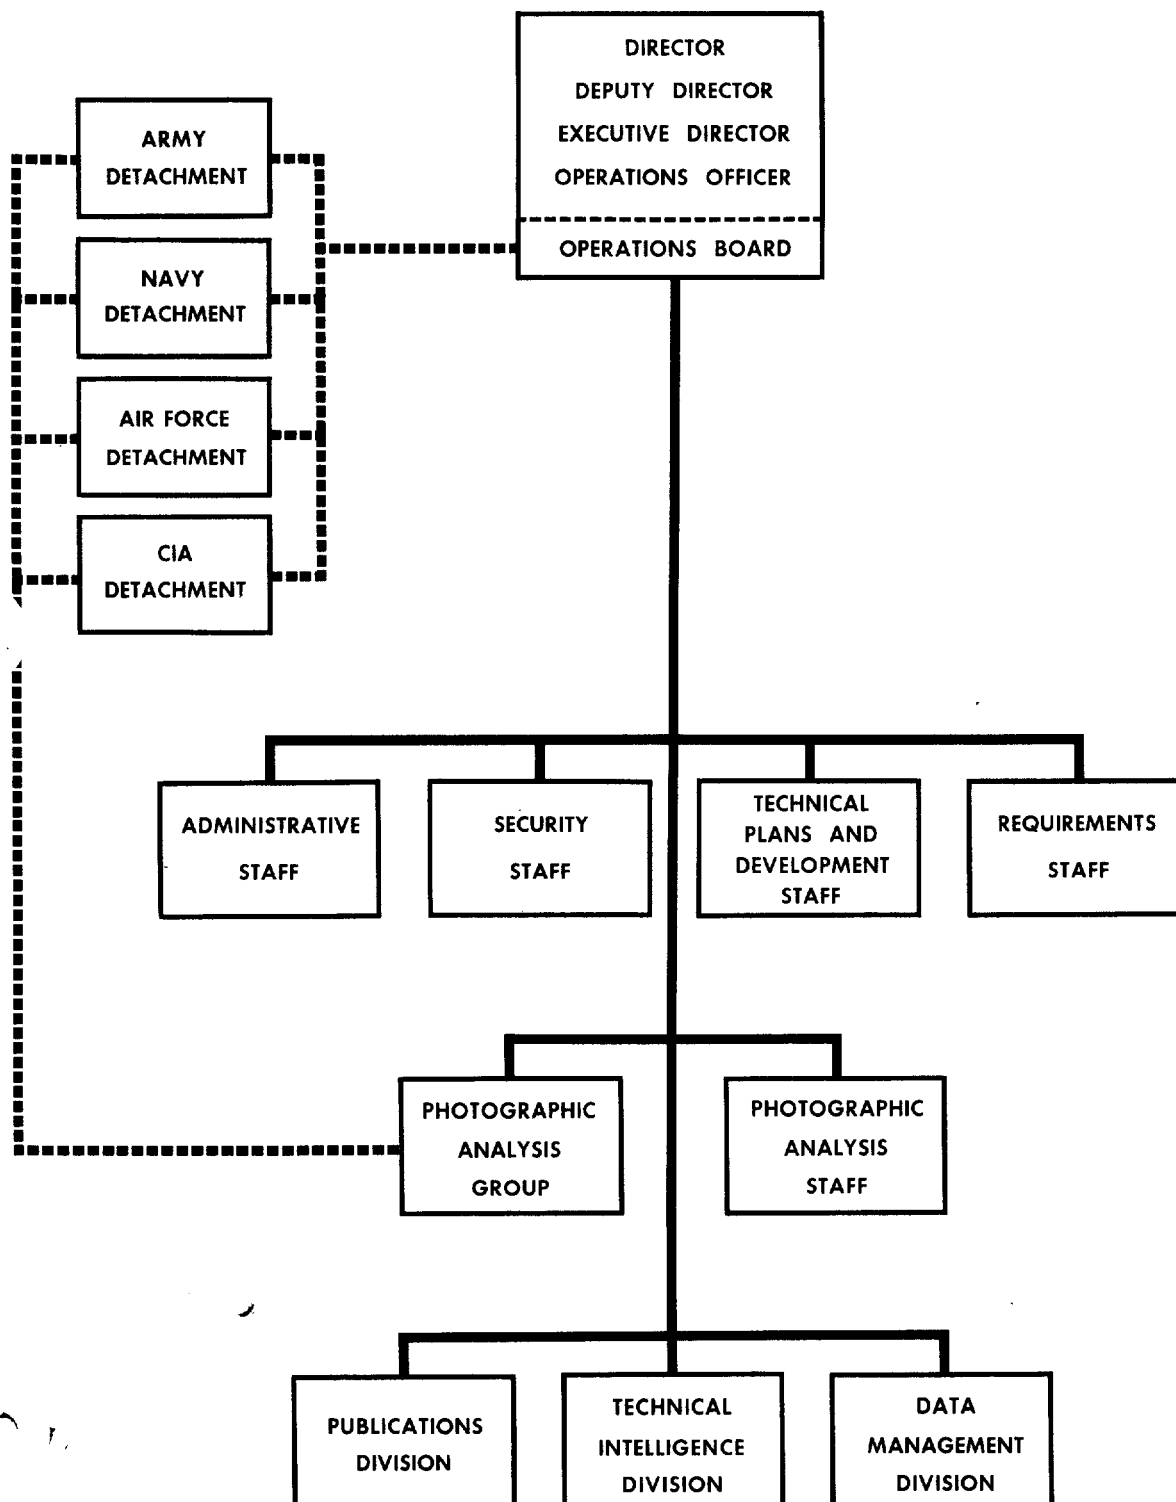 DIRECTOR
DEPUTY DIRECTOR
EXECUTIVE DIRECTOR
OPERATIONS OFFICER
OPERATIONS BOARD
ARMY
DETACHMENT
NAVY
DETACHMENT
AIR FORCE
DETACHMENT
CIA
DETACHMENT
ADMINISTRATIVE
STAFF
SECURITY
STAFF
TECHNICAL
PLANS AND
DEVELOPMENT
STAFF
REQUIREMENTS
STAFF
PHOTOGRAPHIC
ANALYSIS
GROUP
PHOTOGRAPHIC
ANALYSIS
STAFF
PUBLICATIONS
DIVISION
TECHNICAL
INTELLIGENCE
DIVISION
DATA
MANAGEMENT
DIVISION